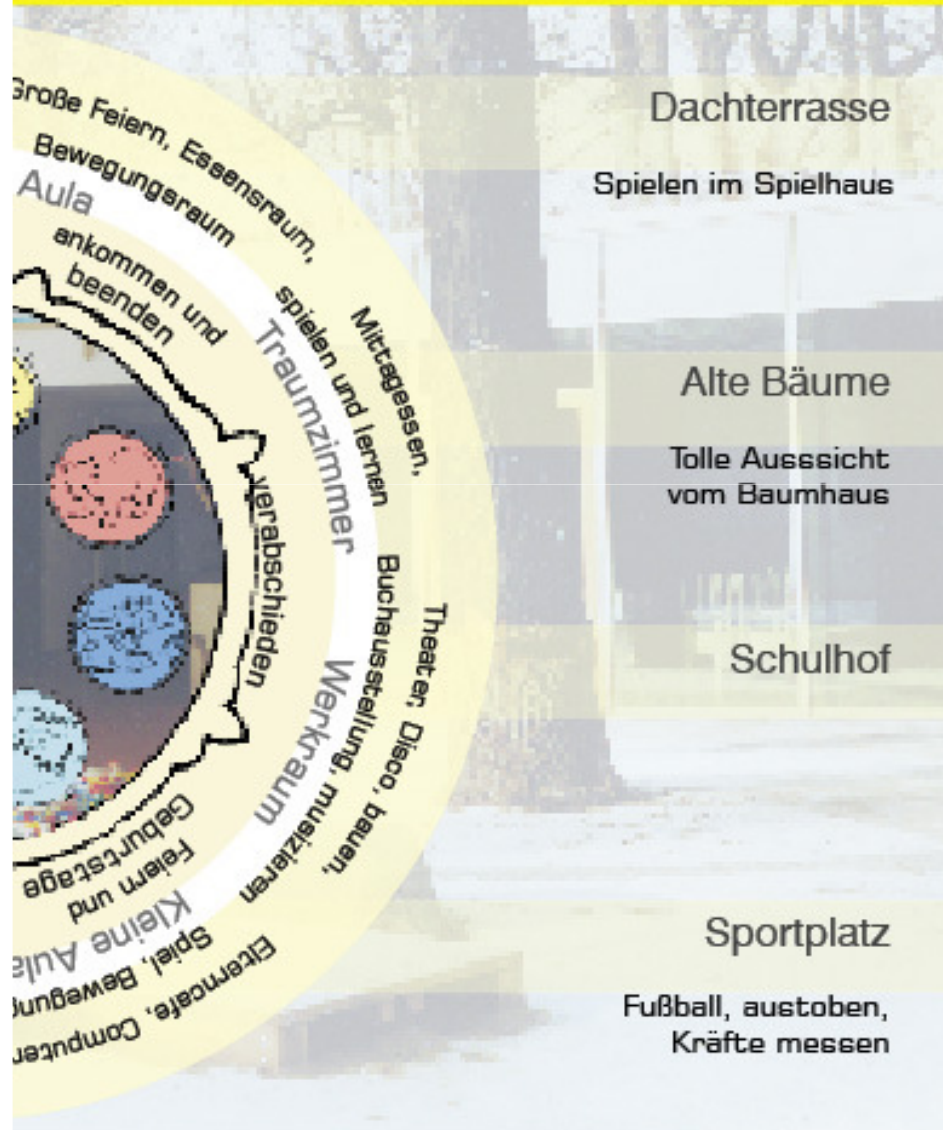 Große Feiern, Essensraum,
Bewegungsraum
Aula
ankommen und
beenden
Mittagessen,
spielen und lernen
Traumzimmer
verabschieden
Theater, Disco, bauen,
Buchausstellung, musizieren
Werkraum
Elterncafe, Computer
Spiel, Bewegung
Kleine Aula
Feiern und
Geburtstage
Dachterrasse
Spielen im Spielhaus
Alte Bäume
Tolle Ausssicht
vom Baumhaus
Schulhof
Sportplatz
Fußball, austoben,
Kräfte messen